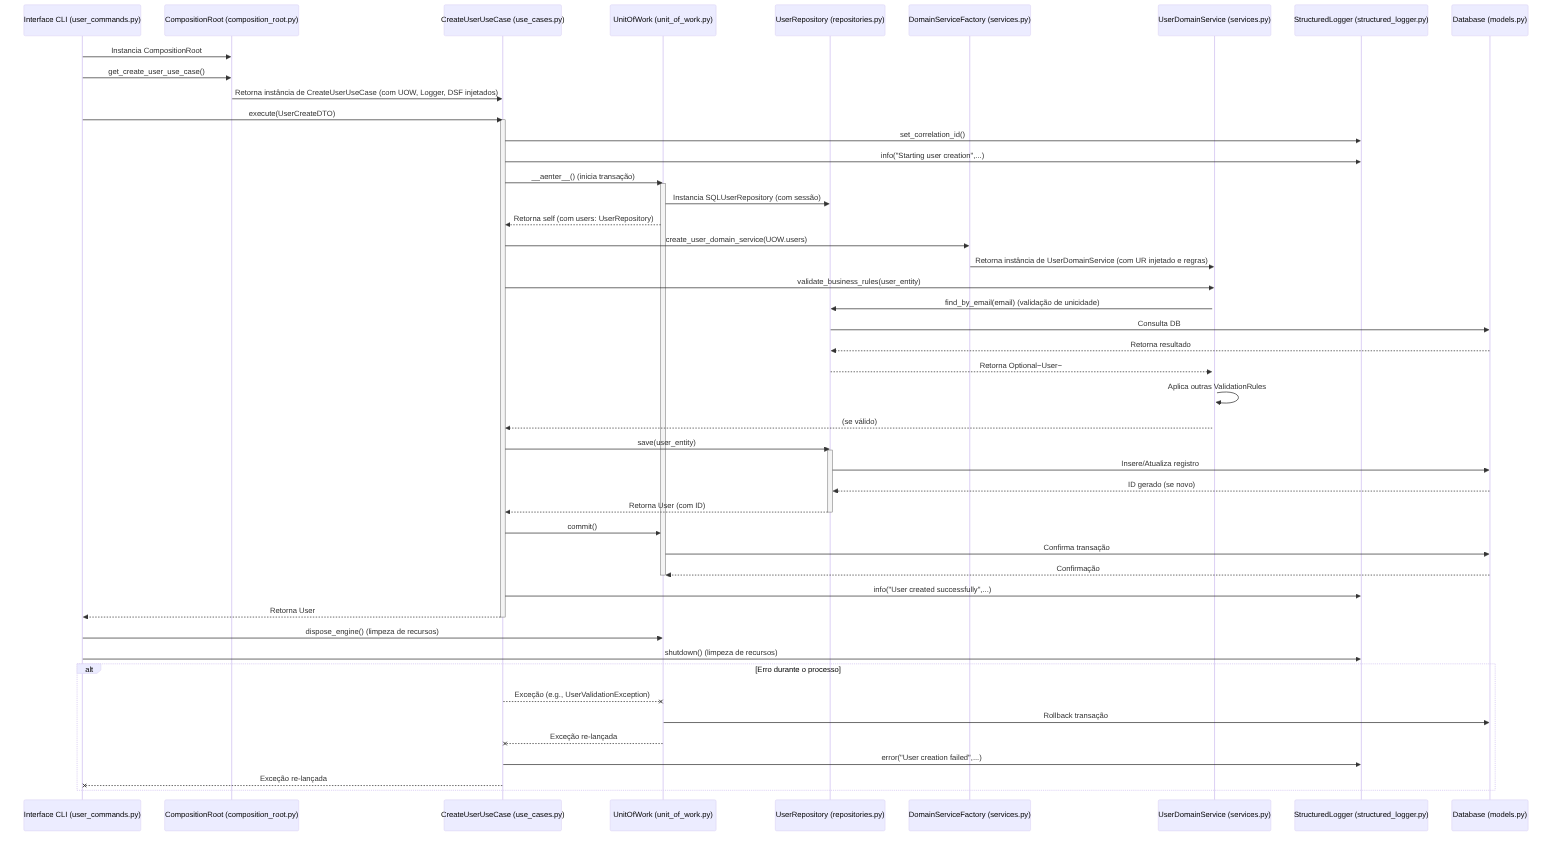 Interface CLI (user_commands.py)
CompositionRoot (composition_root.py)
CreateUserUseCase (use_cases.py)
UnitOfWork (unit_of_work.py)
UserRepository (repositories.py)
DomainServiceFactory (services.py)
UserDomainService (services.py)
StructuredLogger (structured_logger.py)
Database (models.py)
Instancia CompositionRoot
get_create_user_use_case()
Retorna instância de CreateUserUseCase (com UOW, Logger, DSF injetados)
execute(UserCreateDTO)
set_correlation_id()
info("Starting user creation",...)
__aenter__() (inicia transação)
Instancia SQLUserRepository (com sessão)
Retorna self (com users: UserRepository)
create_user_domain_service(UOW.users)
Retorna instância de UserDomainService (com UR injetado e regras)
validate_business_rules(user_entity)
find_by_email(email) (validação de unicidade)
Consulta DB
Retorna resultado
Retorna Optional~User~
Aplica outras ValidationRules
(se válido)
save(user_entity)
Insere/Atualiza registro
ID gerado (se novo)
Retorna User (com ID)
commit()
Confirma transação
Confirmação
info("User created successfully",...)
Retorna User
dispose_engine() (limpeza de recursos)
shutdown() (limpeza de recursos)
alt
[Erro durante o processo]
Exceção (e.g., UserValidationException)
Rollback transação
Exceção re-lançada
error("User creation failed",...)
Exceção re-lançada
Interface CLI (user_commands.py)
CompositionRoot (composition_root.py)
CreateUserUseCase (use_cases.py)
UnitOfWork (unit_of_work.py)
UserRepository (repositories.py)
DomainServiceFactory (services.py)
UserDomainService (services.py)
StructuredLogger (structured_logger.py)
Database (models.py)